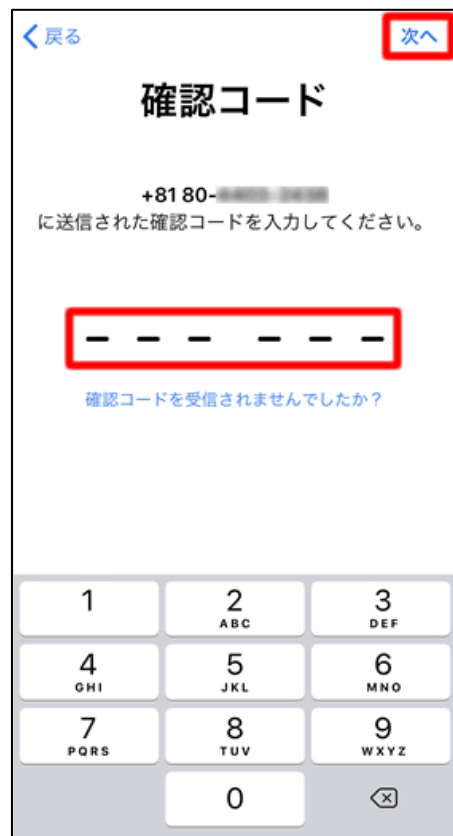 戻る
次へ
確認コード
+81 80-
に送信された確認コードを入力してください。
確認コードを受信されませんでしたか？
1
2
ABC
3
DEF
4
GHI
5
JKL
6
MNO
7
PQRS
8
TUV
9
WXYZ
0